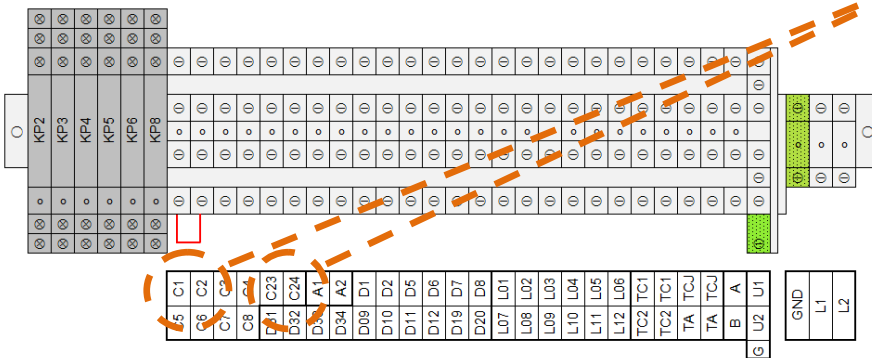 KP2 KP3 KP4 KP5 KP6 KP8
C1 C2 C3 C4 C23 C24 A1 A2 D1 D2 D5 D6 D7 D8 L01 L02 L03 L04 L05 L06 TC1 TC1 TCJ TCJ A U1
C5 C6 C7 C8 D31 D32 D33 D34 D09 D10 D11 D12 D19 D20 L07 L08 L09 L10 L11 L12 TC2 TC2 TA TA B U2
G
GND L1 L2